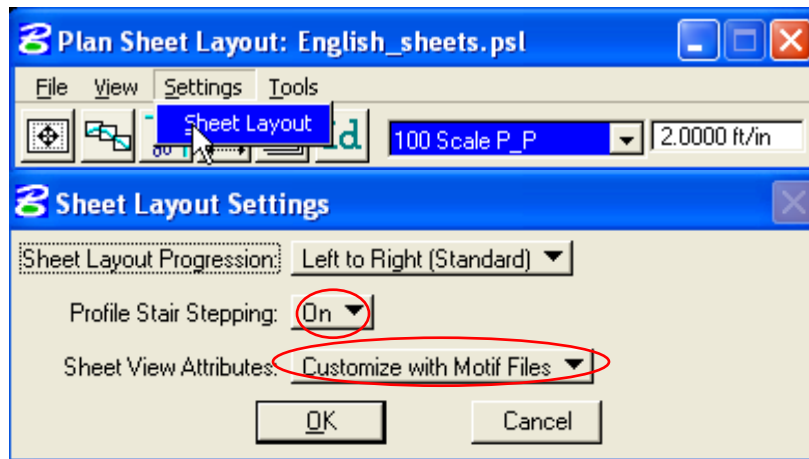 Plan Sheet Layout: English_sheets.psl
File View Settings Tools
Sheet Layout
100 Scale P_P 2.0000 ft/in
Sheet Layout Settings
Sheet Layout Progression: Left to Right (Standard)
Profile Stair Stepping: On
Sheet View Attributes: Customize with Motif Files
OK Cancel